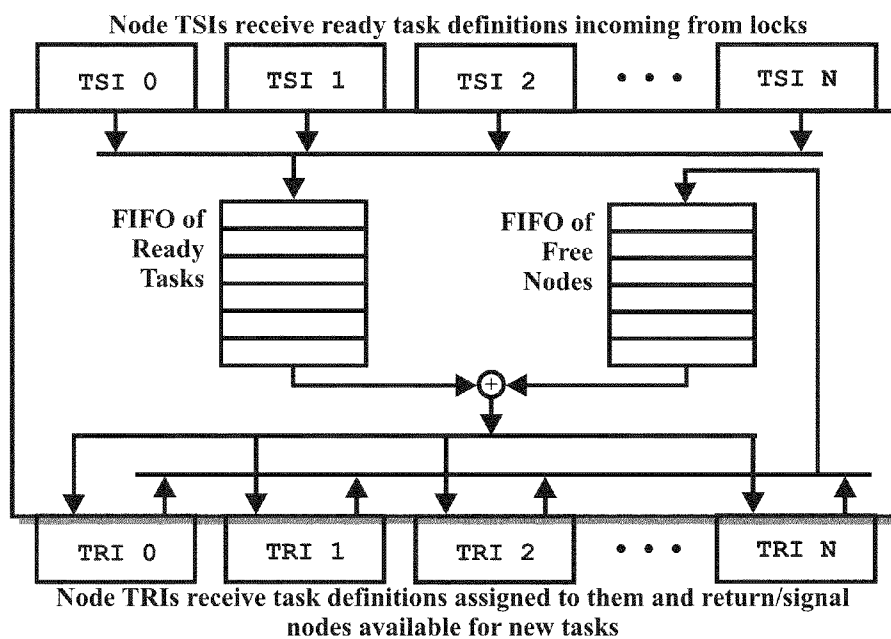 Node TSIs receive ready task definitions incoming from locks
TSI 0
TSI 1
TSI 2
• • •
TSI N
FIFO of
Ready
Tasks
FIFO of
Free
Nodes
+
TRI 0
TRI 1
TRI 2
• • •
TRI N
Node TRIs receive task definitions assigned to them and return/signal
nodes available for new tasks